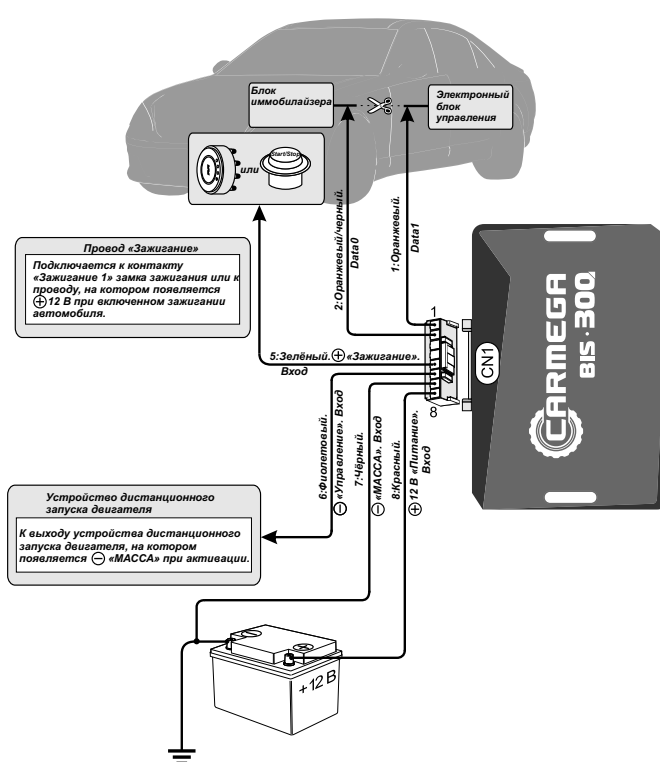 Блок
иммобилайзера
Электронный
блок
управления
Start/Stop
или
2:Оранжевый/черный.
Data0
1:Оранжевый.
Data1
Провод «Зажигание»
Подключается к контакту
«Зажигание 1» замка зажигания или к
проводу, на котором появляется
⊕12 В при включенном зажигании
автомобиля.
1
5:Зелёный.⊕«Зажигание».
Вход
CN1
CARMEGA
BIS·300
8
6:Фиолетовый.
⊖«Управление». Вход
7:Чёрный.
⊖«МАССА». Вход
8:Красный.
⊕12 В «Питание».
Вход
Устройство дистанционного
запуска двигателя
К выходу устройства дистанционного
запуска двигателя, на котором
появляется ⊖ «МАССА» при активации.
+12 В